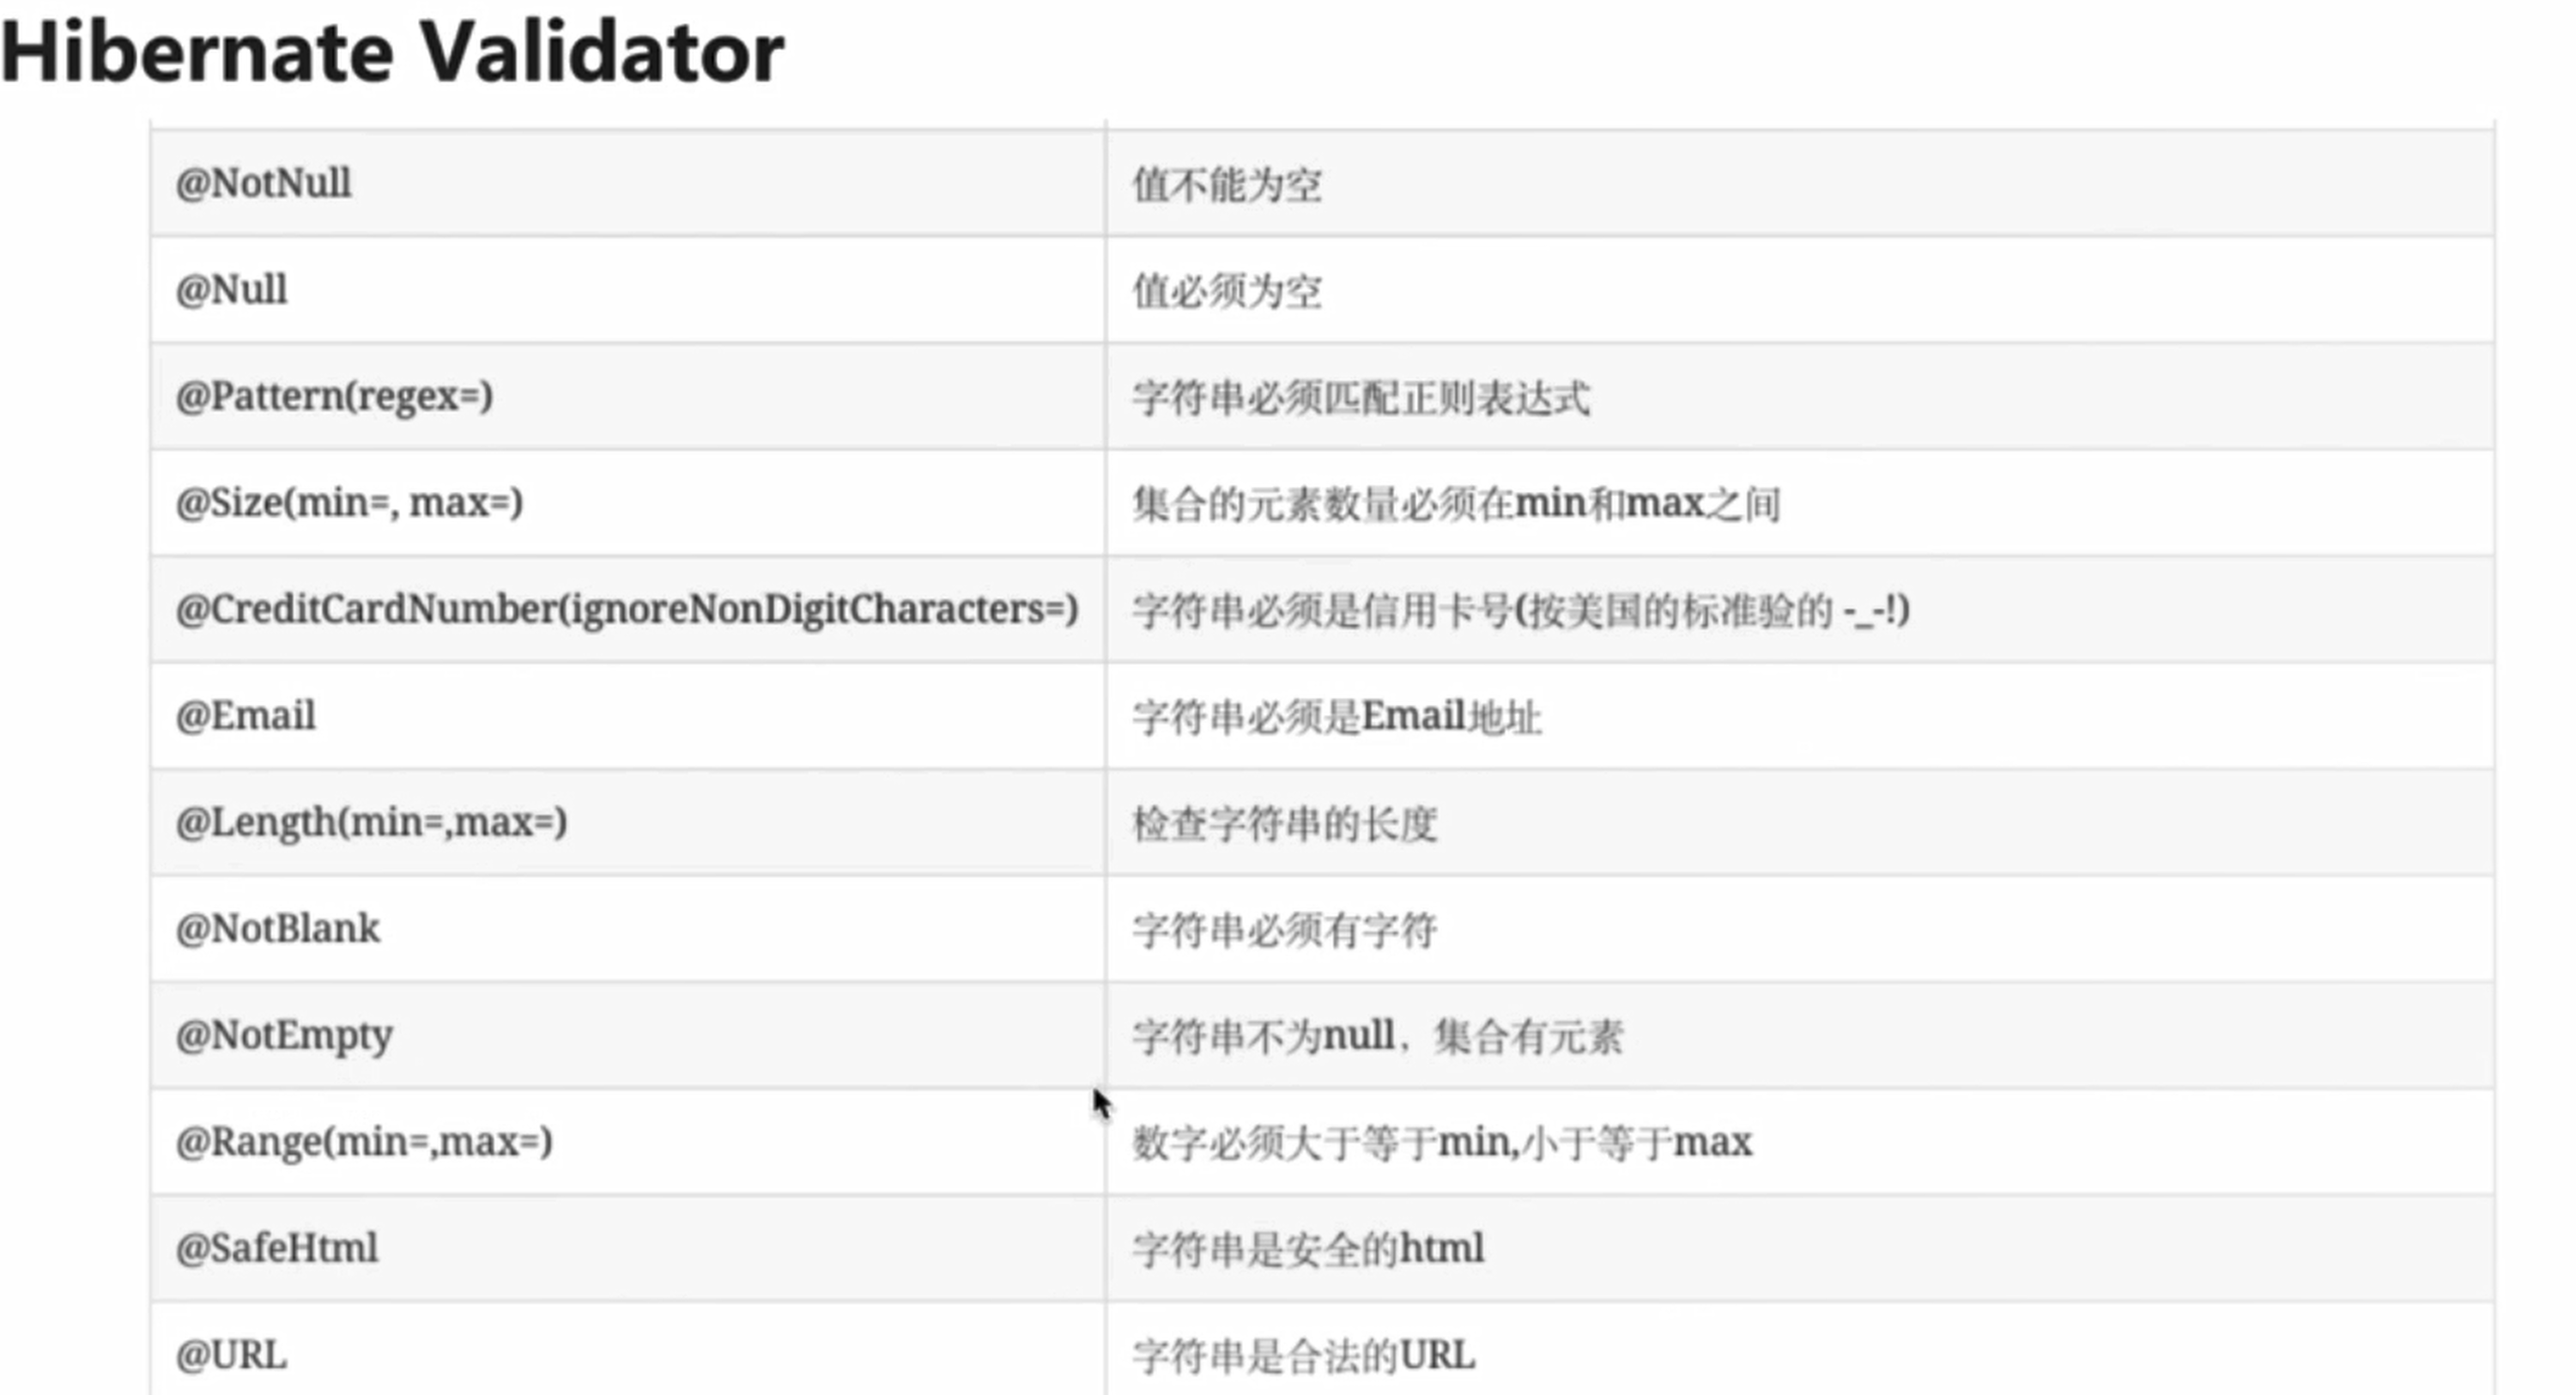 Hibernate Validator
@NotNull 值不能为空
@Null 值必须为空
@Pattern(regex=) 字符串必须匹配正则表达式
@Size(min=, max=) 集合的元素数量必须在min和max之间
@CreditCardNumber(ignoreNonDigitCharacters=) 字符串必须是信用卡号(按美国的标准验的 -_-!)
@Email 字符串必须是Email地址
@Length(min=,max=) 检查字符串的长度
@NotBlank 字符串必须有字符
@NotEmpty 字符串不为null，集合有元素
@Range(min=,max=) 数字必须大于等于min,小于等于max
@SafeHtml 字符串是安全的html
@URL 字符串是合法的URL